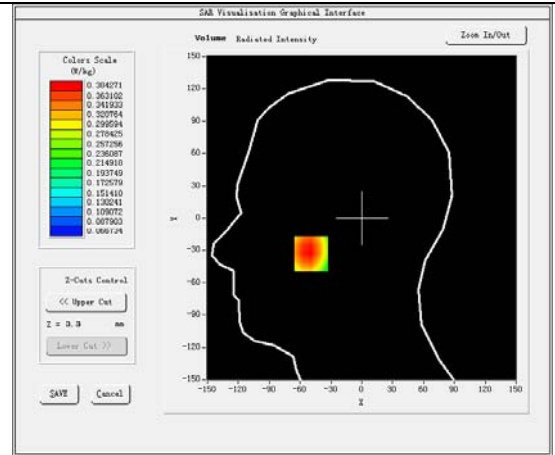 SAR Visualisation Graphical Interface
Volume Radiated Intensity
Zoom In/Out
Colors Scale
(W/kg)
0.384271
0.363102
0.341933
0.320764
0.299594
0.278425
0.257256
0.236087
0.214918
0.193749
0.172579
0.151410
0.130241
0.109072
0.087903
0.066734
Z-Cuts Control
<< Upper Cut
Z = 3.0 mm
Lower Cut >>
SAVE
Cancel
150
120
90
60
30
0
-30
-60
-90
-120
-150
Y
-150 -120 -90 -60 -30 0 30 60 90 120 150
X